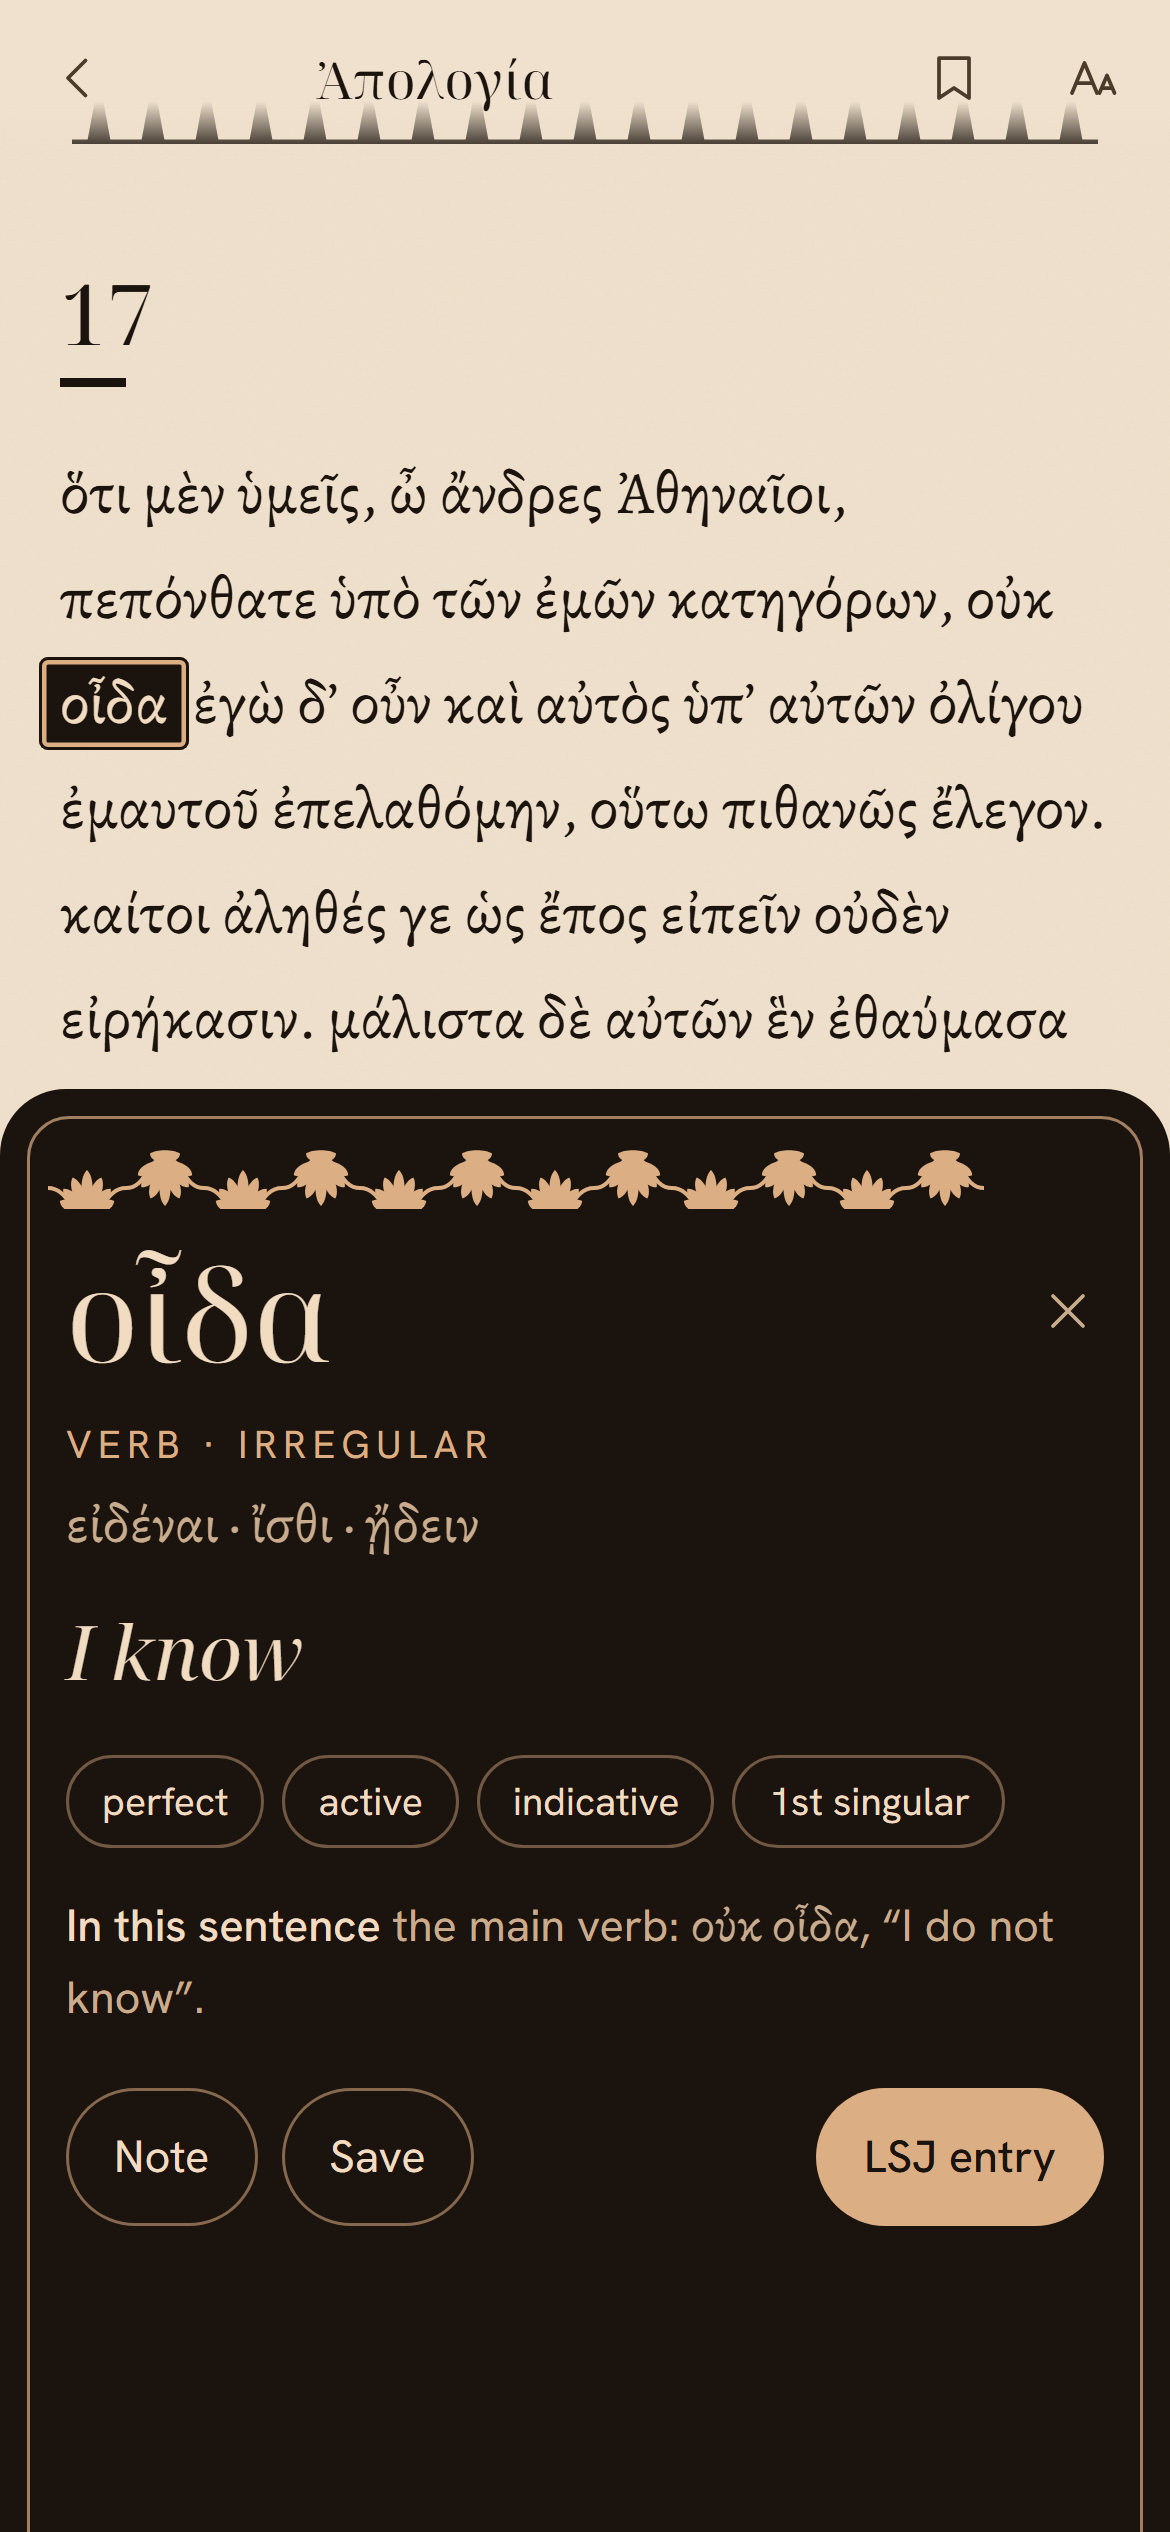 Ἀπολογία
AA
17
ὅτι μὲν ὑμεῖς, ὦ ἄνδρες Ἀθηναῖοι,
πεπόνθατε ὑπὸ τῶν ἐμῶν κατηγόρων, οὐκ
οἶδα ἐγὼ δ’ οὖν καὶ αὐτὸς ὑπ’ αὐτῶν ὀλίγου
ἐμαυτοῦ ἐπελαθόμην, οὕτω πιθανῶς ἔλεγον.
καίτοι ἀληθές γε ὡς ἔπος εἰπεῖν οὐδὲν
εἰρήκασιν. μάλιστα δὲ αὐτῶν ἓν ἐθαύμασα
οἶδα
VERB · IRREGULAR
εἰδέναι · ἴσθι · ᾔδειν
I know
perfect active indicative 1st singular
In this sentence the main verb: οὐκ οἶδα, “I do not
know”.
Note Save LSJ entry